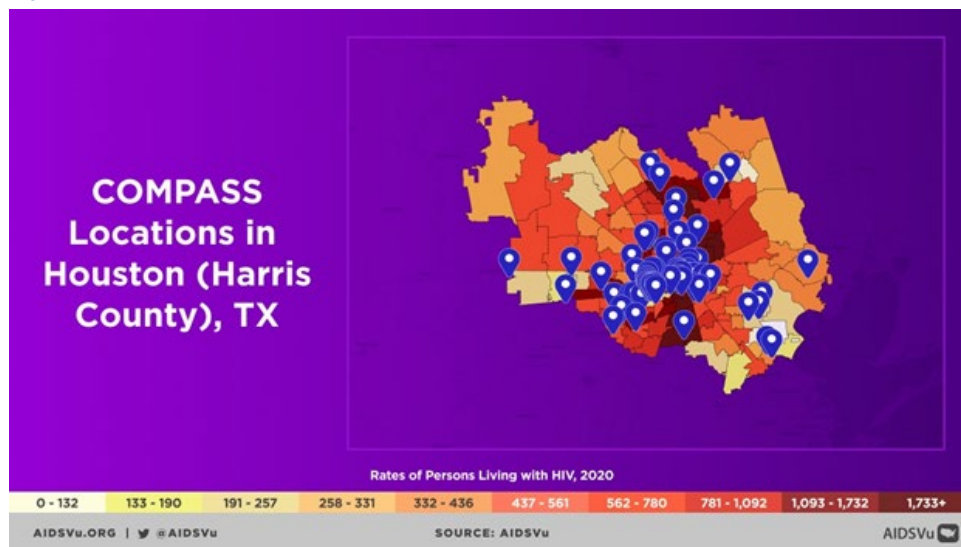 COMPASS
Locations in
Houston (Harris
County), TX
Rates of Persons Living with HIV, 2020
0 - 132 133 - 190 191 - 257 258 - 331 332 - 436 437 - 561 562 - 780 781 - 1,092 1,093 - 1,732 1,733+
AIDSVu.ORG | @AIDSVu SOURCE: AIDSVu AIDSVu